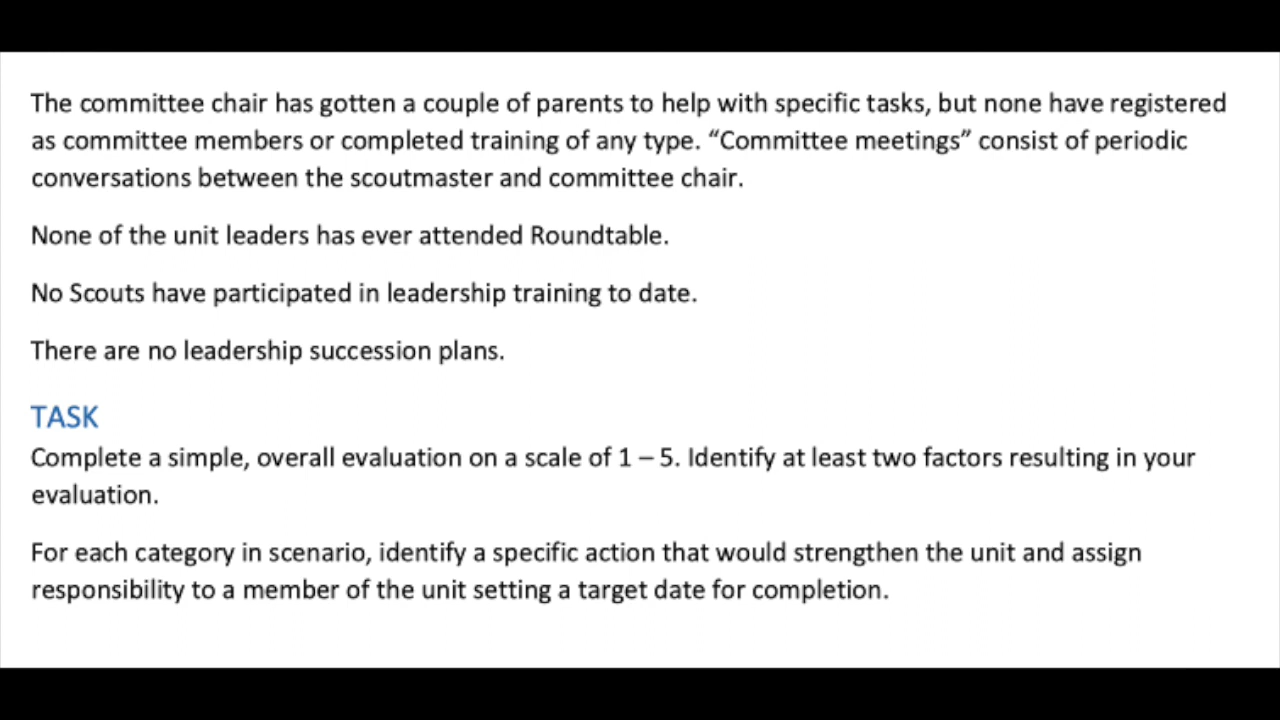 The committee chair has gotten a couple of parents to help with specific tasks, but none have registered
as committee members or completed training of any type. “Committee meetings” consist of periodic
conversations between the scoutmaster and committee chair.
None of the unit leaders has ever attended Roundtable.
No Scouts have participated in leadership training to date.
There are no leadership succession plans.
TASK
Complete a simple, overall evaluation on a scale of 1 – 5. Identify at least two factors resulting in your
evaluation.
For each category in scenario, identify a specific action that would strengthen the unit and assign
responsibility to a member of the unit setting a target date for completion.